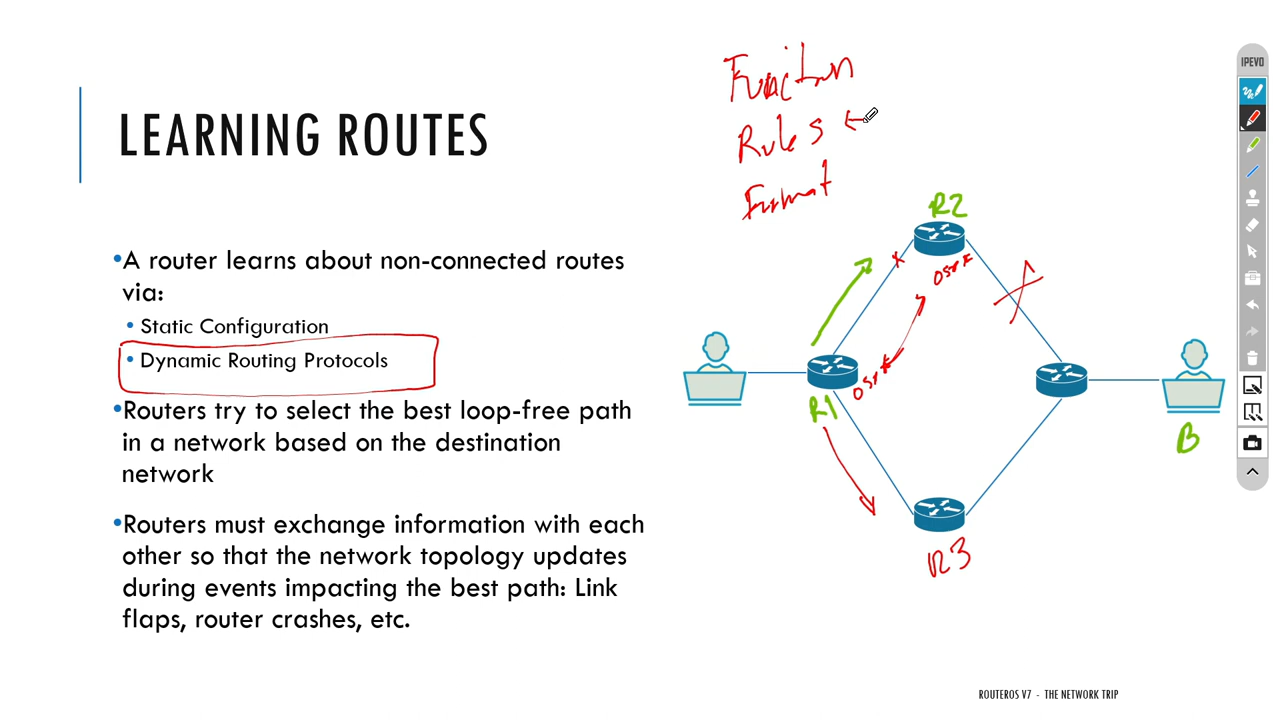 LEARNING ROUTES
•A router learns about non-connected routes
via:
• Static Configuration
• Dynamic Routing Protocols
•Routers try to select the best loop-free path
in a network based on the destination
network
•Routers must exchange information with each
other so that the network topology updates
during events impacting the best path: Link
flaps, router crashes, etc.
Function
Rules
Format
R2
OSPF
OSPF
R1
B
R3
ROUTEROS V7 - THE NETWORK TRIP
IPEVO